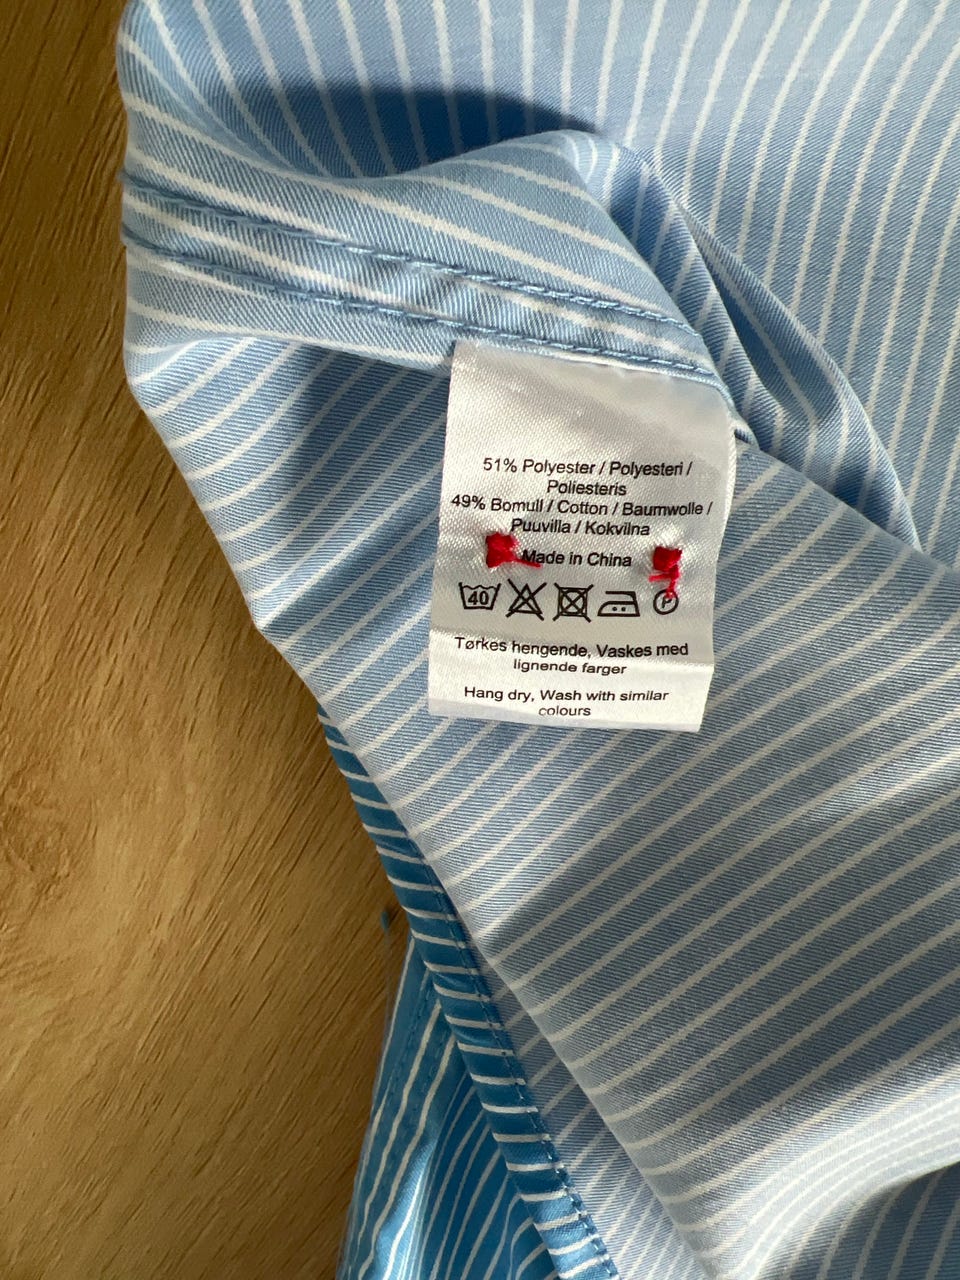 51% Polyester / Polyesteri /
Poliesteris
49% Bomull / Cotton / Baumwolle /
Puuvilla / Kokvilna
Made in China
40 P
Tørkes hengende, Vaskes med
lignende farger
Hang dry, Wash with similar
colours